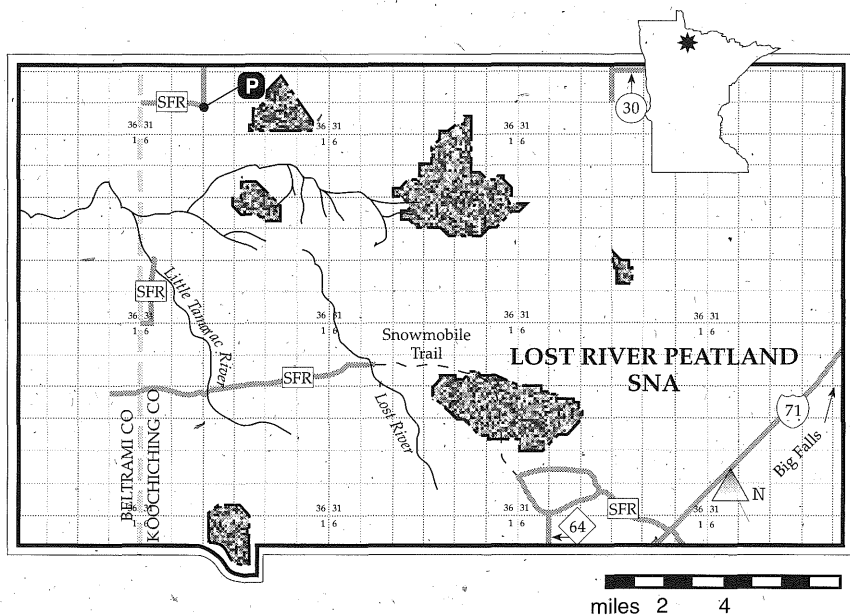 P
SFR
30
36 31
1 6
36 31
1 6
36 31
1 6
SFR
Little Tamarac River
36 31
1 6
36 31
1 6
36 31
1 6
36 31
1 6
Snowmobile
Trail
LOST RIVER PEATLAND
SNA
SFR
Lost River
71
Big Falls
BELTRAMI CO
KOOCHICHING CO
N
36 31
1 6
36 31
1 6
36 31
1 6
SFR
64
miles 2 4